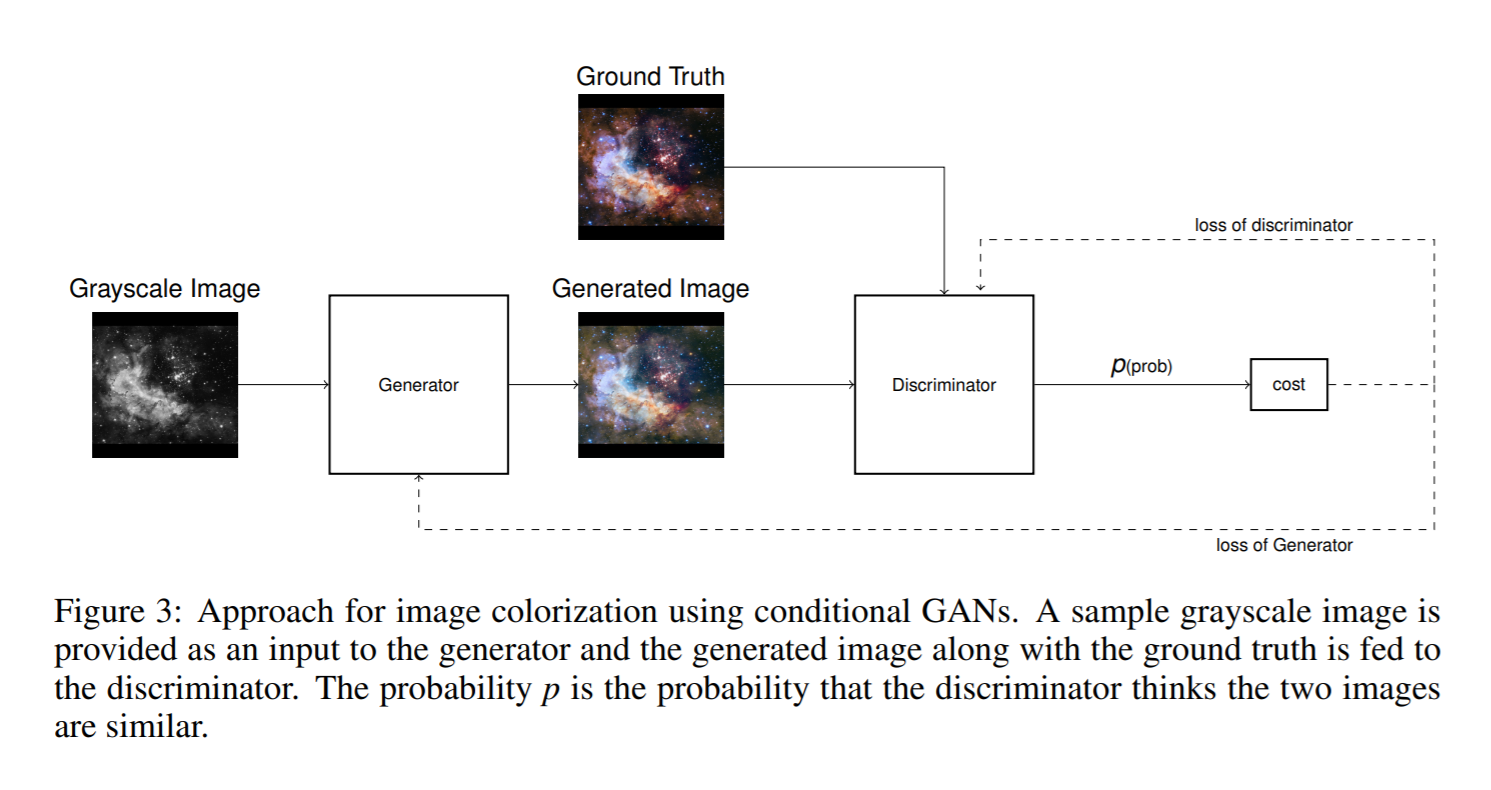 Ground Truth
loss of discriminator
Grayscale Image
Generated Image
Generator
Discriminator
p(prob)
cost
loss of Generator
Figure 3: Approach for image colorization using conditional GANs. A sample grayscale image is
provided as an input to the generator and the generated image along with the ground truth is fed to
the discriminator. The probability p is the probability that the discriminator thinks the two images
are similar.